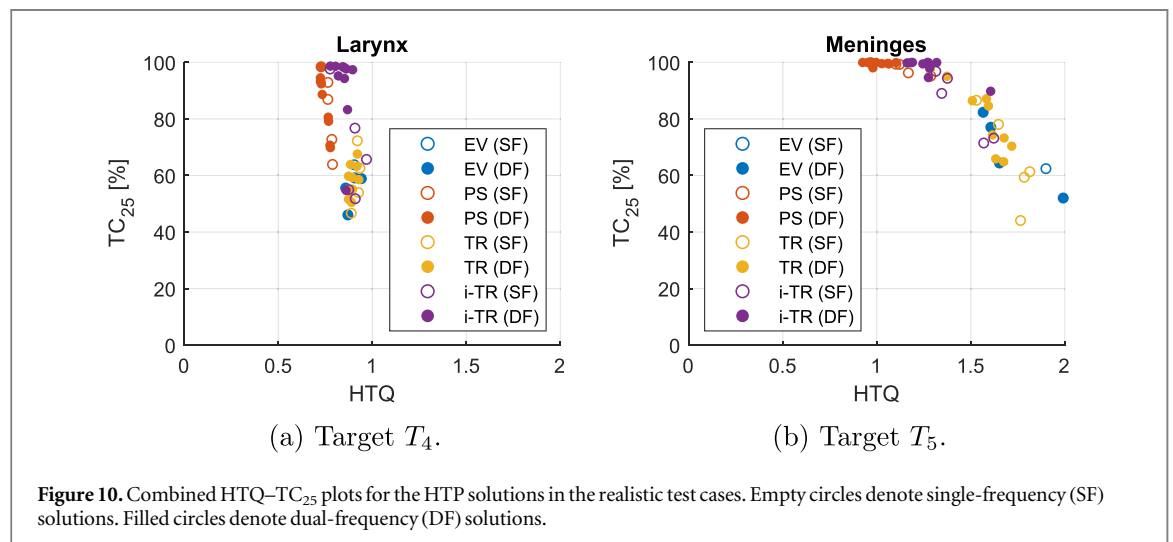 Larynx
TC25 [%]
100
80
60
40
20
0
0 0.5 1 1.5 2
HTQ
EV (SF)
EV (DF)
PS (SF)
PS (DF)
TR (SF)
TR (DF)
i-TR (SF)
i-TR (DF)
(a) Target T4.
Meninges
TC25 [%]
100
80
60
40
20
0
0 0.5 1 1.5 2
HTQ
EV (SF)
EV (DF)
PS (SF)
PS (DF)
TR (SF)
TR (DF)
i-TR (SF)
i-TR (DF)
(b) Target T5.
Figure 10. Combined HTQ–TC25 plots for the HTP solutions in the realistic test cases. Empty circles denote single-frequency (SF)
solutions. Filled circles denote dual-frequency (DF) solutions.